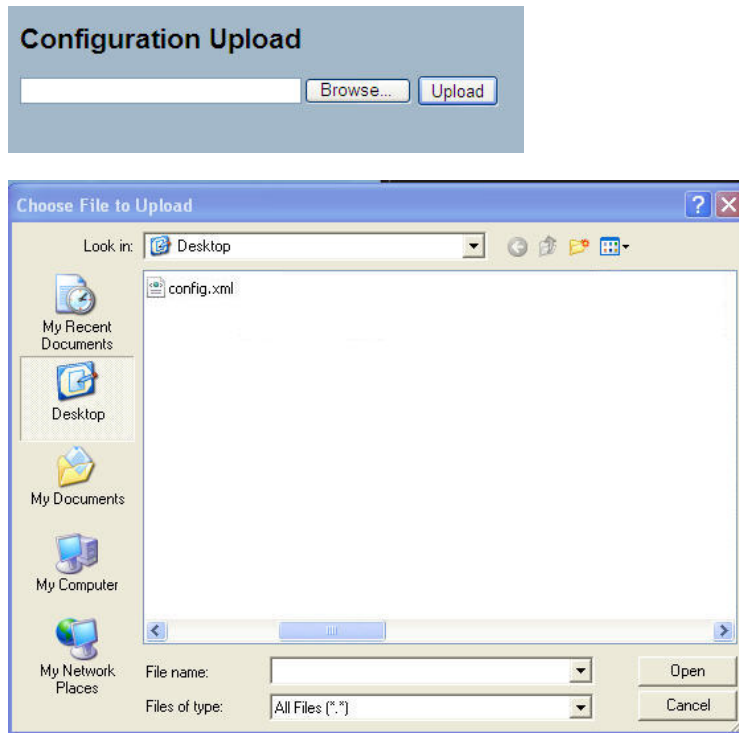 Configuration Upload
Browse... Upload
Choose File to Upload
Look in: Desktop
config.xml
My Recent
Documents
Desktop
My Documents
My Computer
My Network
Places
File name: Open
Files of type: All Files (*.*) Cancel